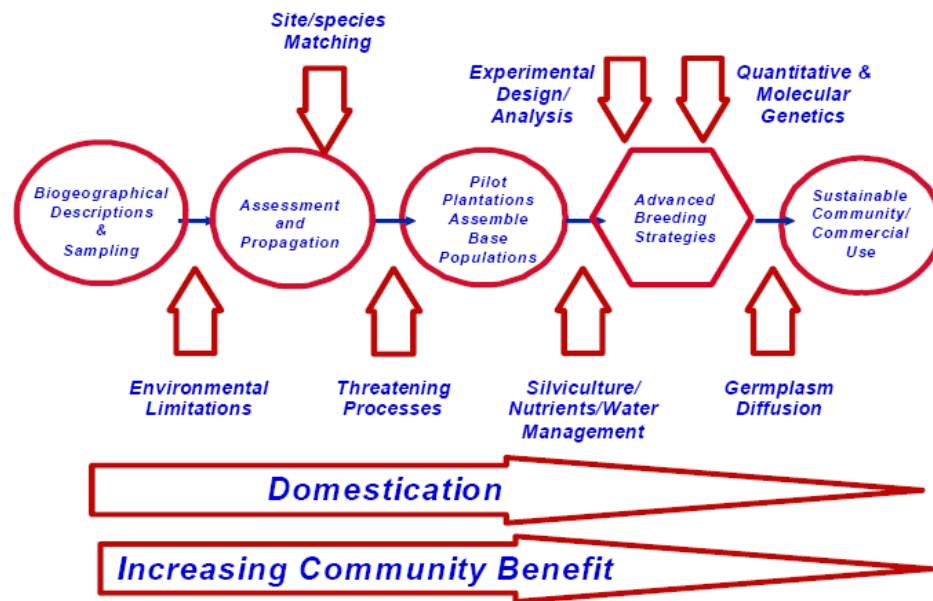 Site/species
Matching
Experimental
Design/
Analysis
Quantitative &
Molecular
Genetics
Biogeographical
Descriptions
&
Sampling
Assessment
and
Propagation
Pilot
Plantations
Assemble
Base
Populations
Advanced
Breeding
Strategies
Sustainable
Community/
Commercial
Use
Environmental
Limitations
Threatening
Processes
Silviculture/
Nutrients/Water
Management
Germplasm
Diffusion
Domestication
Increasing Community Benefit